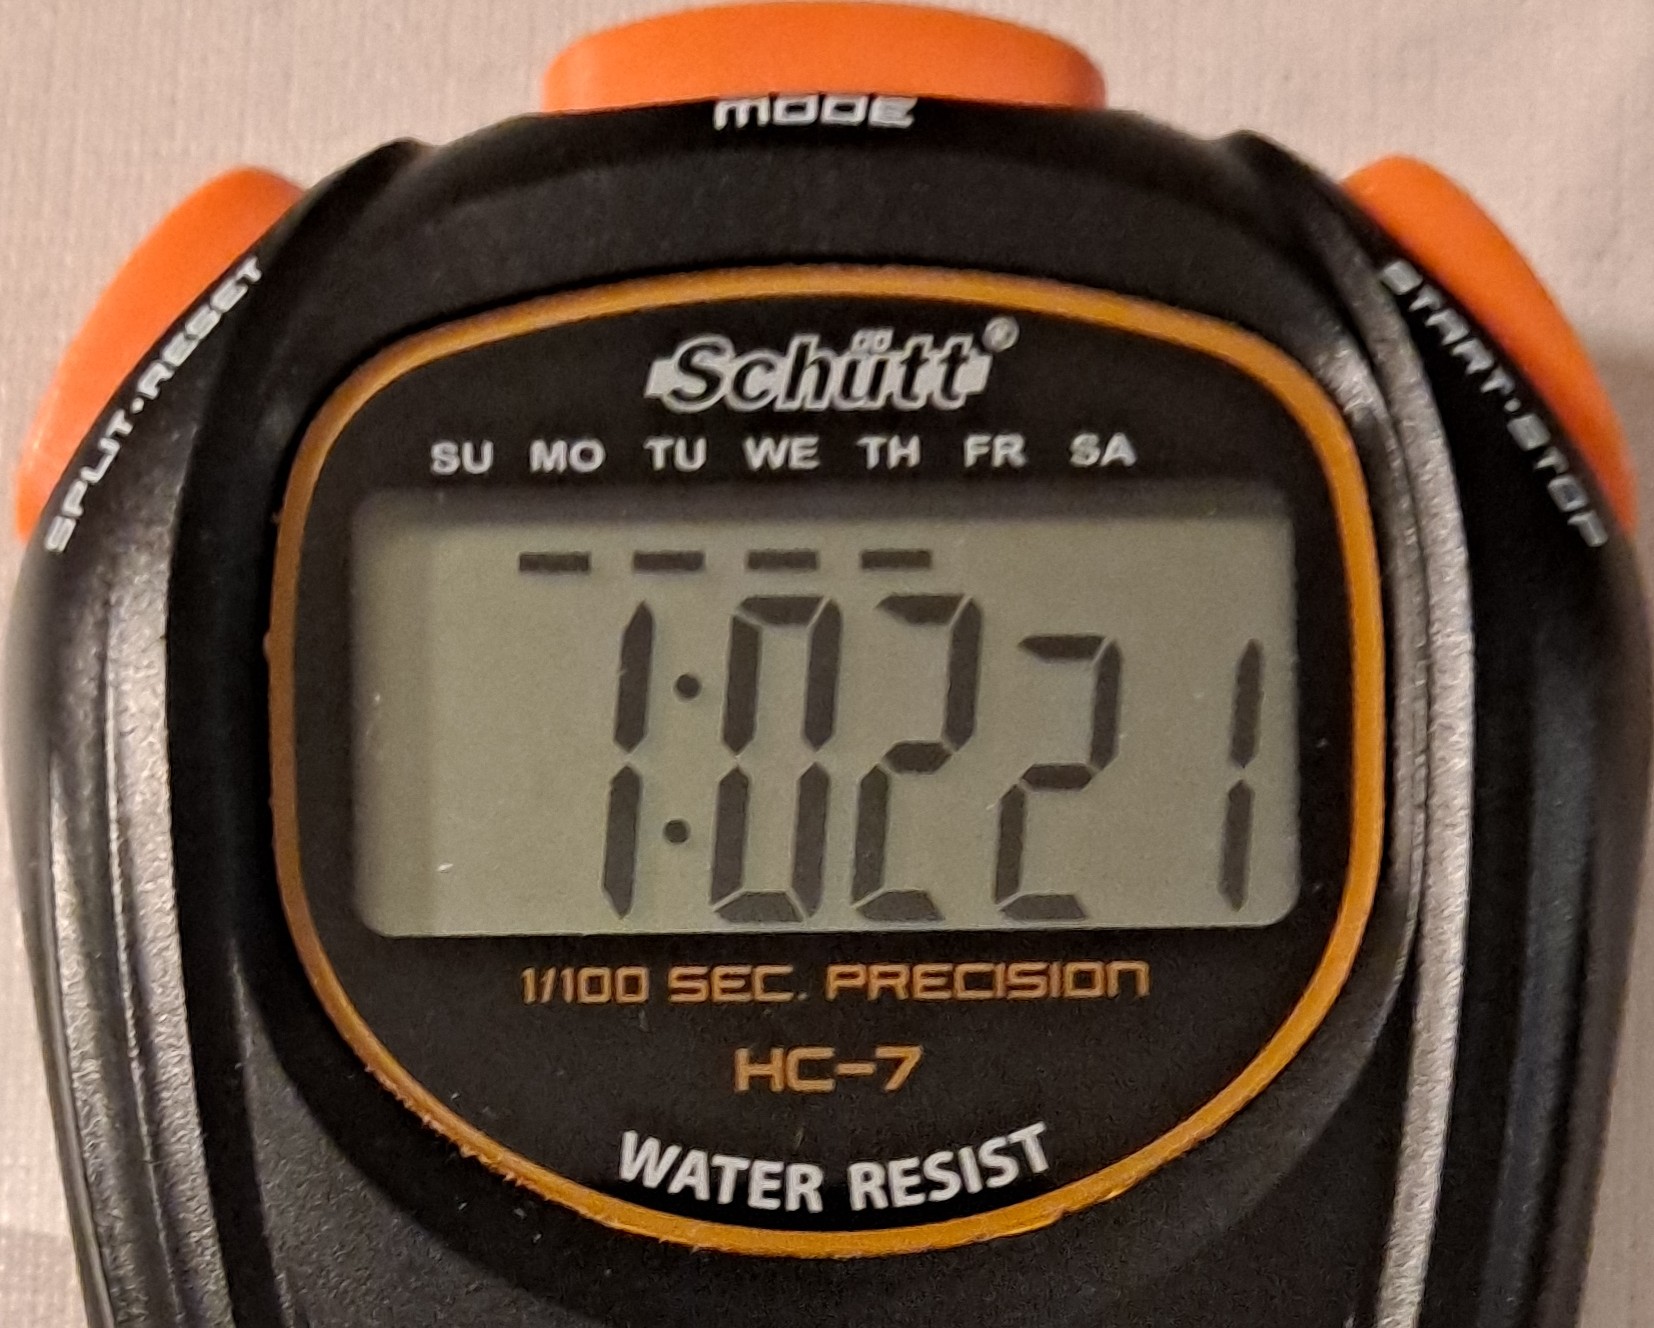 MODE
SPLIT·RESET
START·STOP
Schütt®
SU MO TU WE TH FR SA
1:02 21
1/100 SEC. PRECISION
HC-7
WATER RESIST